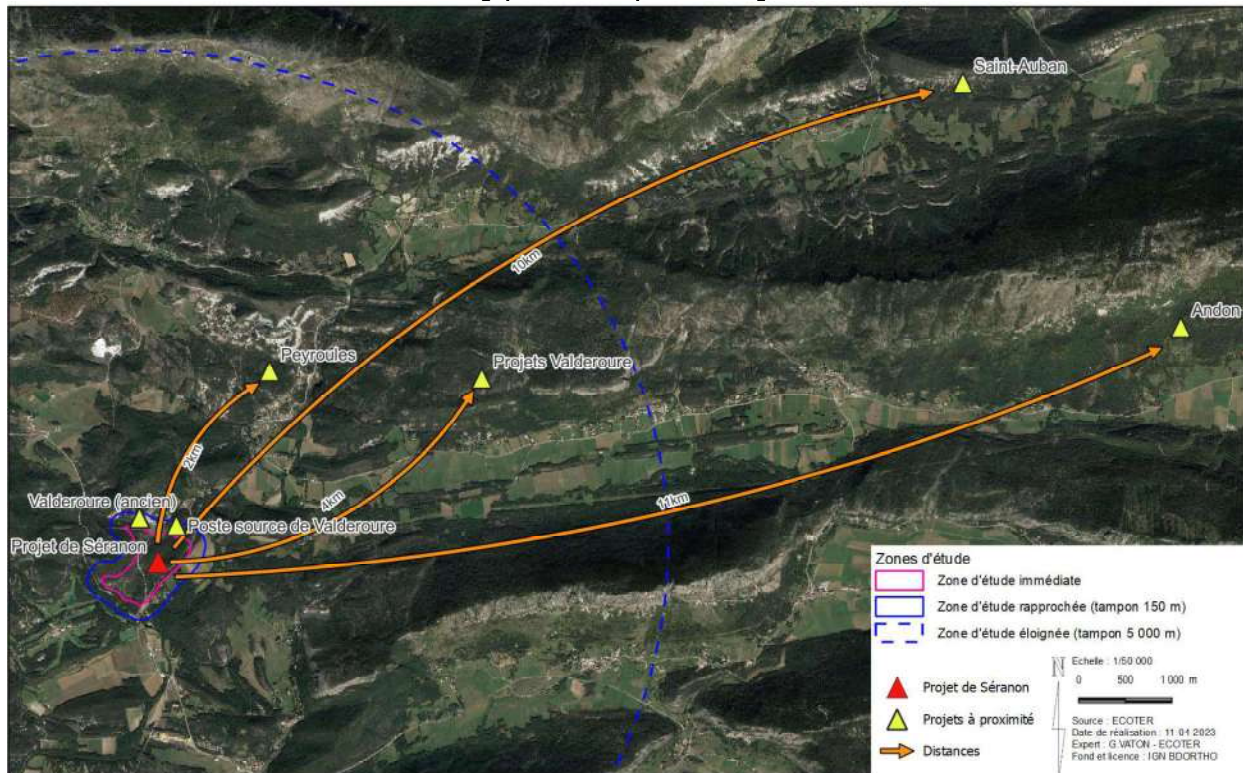 Saint-Auban
10km
Andon
Peyroules
Projets Valderoure
2km
4km
11km
Valderoure (ancien)
Poste source de Valderoure
Projet de Séranon
Zones d'étude
Zone d'étude immédiate
Zone d'étude rapprochée (tampon 150 m)
Zone d'étude éloignée (tampon 5 000 m)
Projet de Séranon
Projets à proximité
Distances
N
Echelle : 1/50 000
0 500 1 000 m
Source : ECOTER
Date de réalisation : 11 04 2023
Expert : G.VATON - ECOTER
Fond et licence : IGN BDORTHO